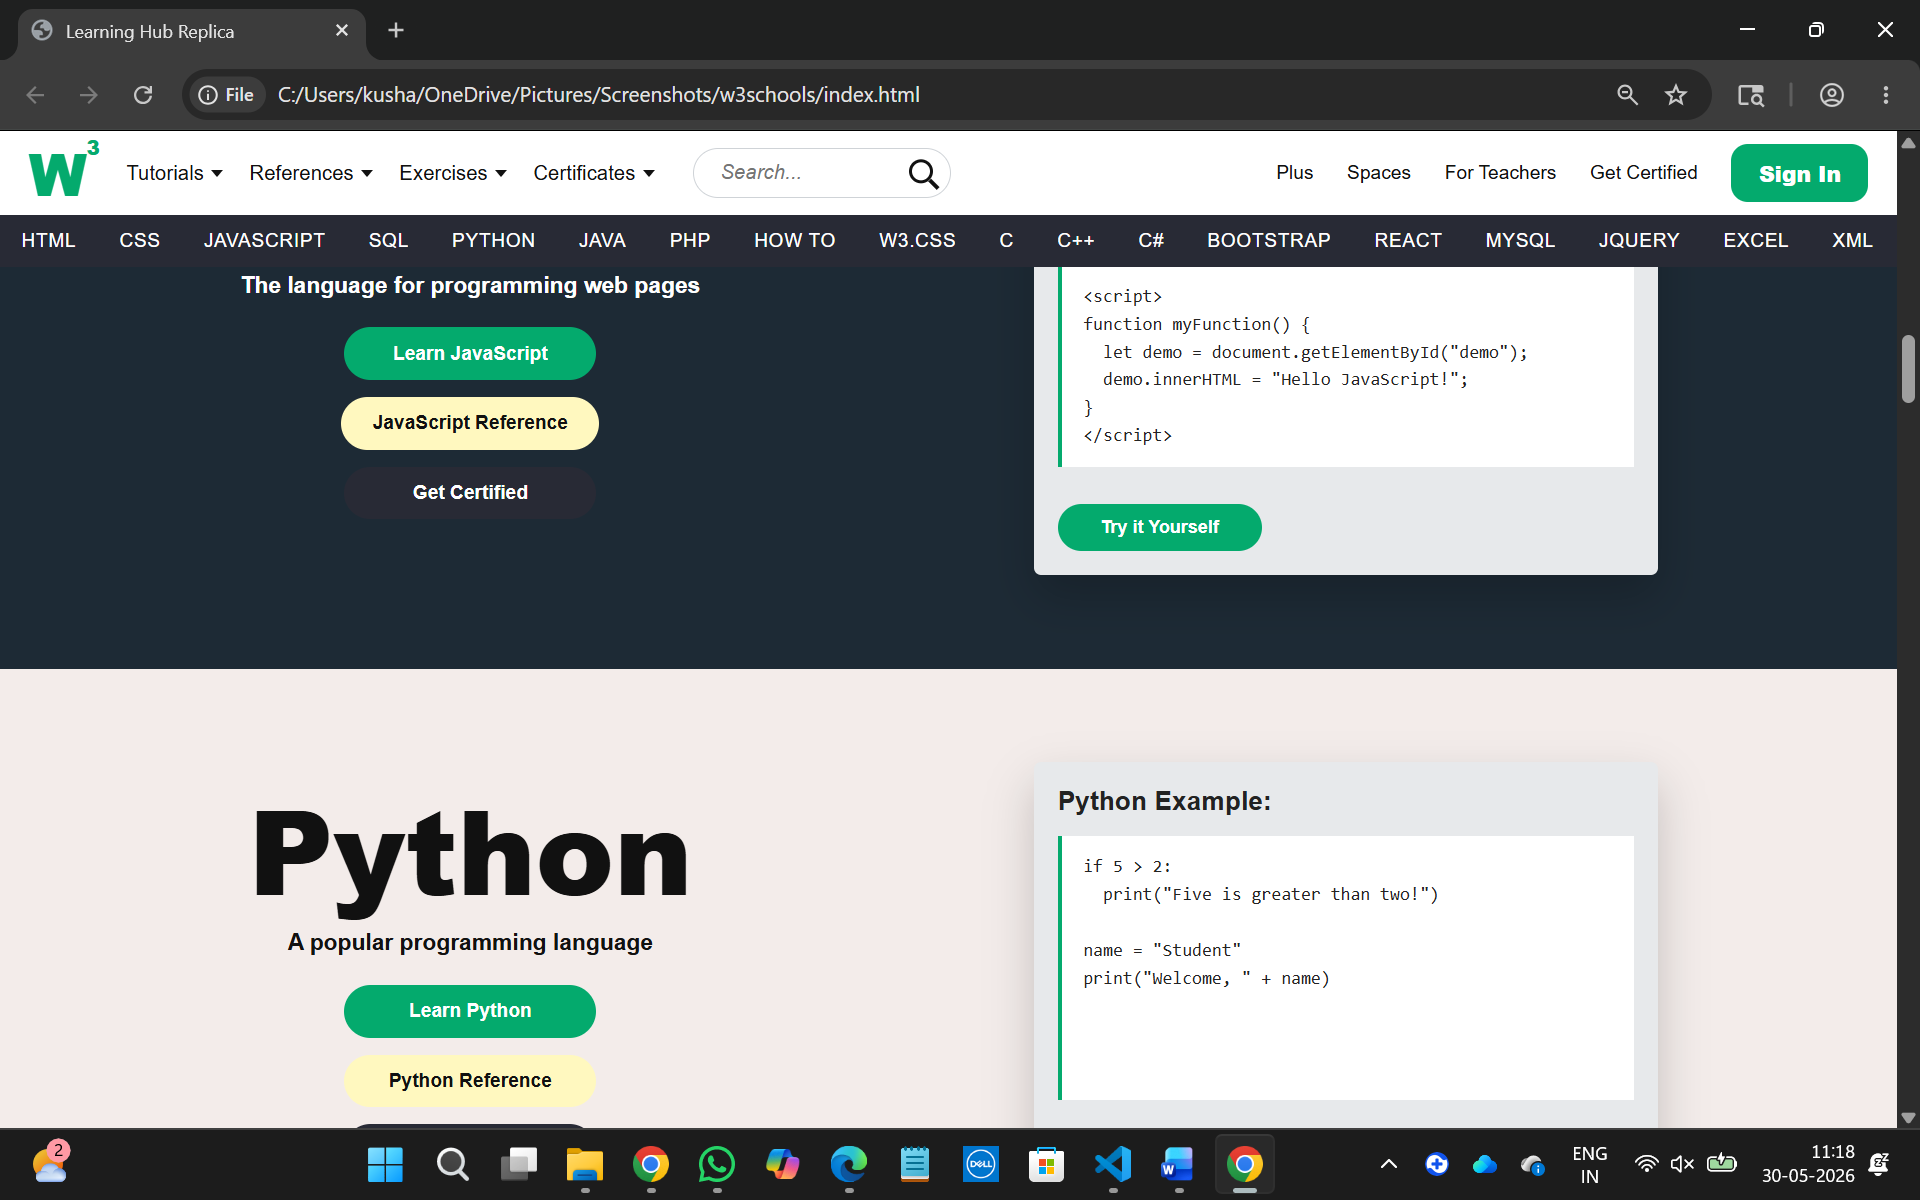 Learning Hub Replica
File
C:/Users/kusha/OneDrive/Pictures/Screenshots/w3schools/index.html
W3
Tutorials
References
Exercises
Certificates
Search...
Plus
Spaces
For Teachers
Get Certified
Sign In
HTML
CSS
JAVASCRIPT
SQL
PYTHON
JAVA
PHP
HOW TO
W3.CSS
C
C++
C#
BOOTSTRAP
REACT
MYSQL
JQUERY
EXCEL
XML
The language for programming web pages
Learn JavaScript
JavaScript Reference
Get Certified
<script>
function myFunction() {
  let demo = document.getElementById("demo");
  demo.innerHTML = "Hello JavaScript!";
}
</script>
Try it Yourself
Python
A popular programming language
Learn Python
Python Reference
Python Example:
if 5 > 2:
  print("Five is greater than two!")
name = "Student"
print("Welcome, " + name)
2
DELL
W
ENG
IN
11:18
30-05-2026